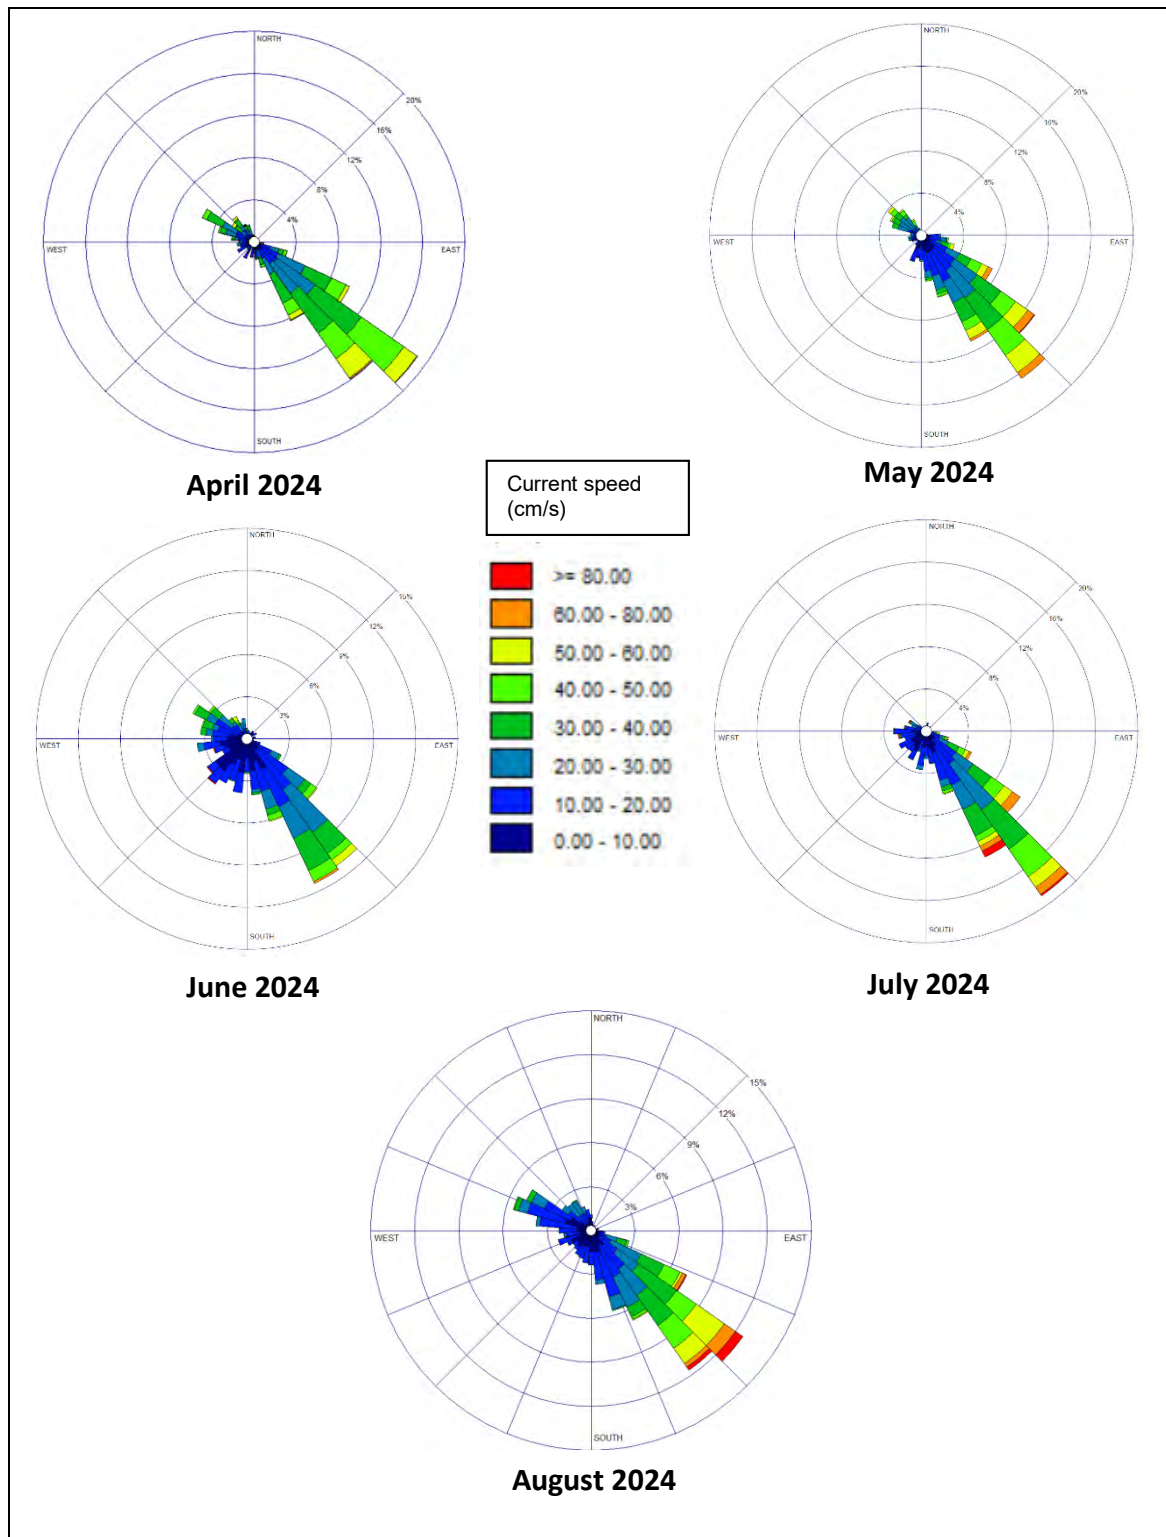 NORTH
20%
16%
12%
8%
4%
WEST
EAST
SOUTH
April 2024
NORTH
20%
16%
12%
8%
4%
WEST
EAST
SOUTH
May 2024
Current speed
(cm/s)
>= 80.00
60.00 - 80.00
50.00 - 60.00
40.00 - 50.00
30.00 - 40.00
20.00 - 30.00
10.00 - 20.00
0.00 - 10.00
NORTH
15%
12%
9%
6%
3%
WEST
EAST
SOUTH
June 2024
NORTH
20%
16%
12%
8%
4%
WEST
EAST
SOUTH
July 2024
NORTH
15%
12%
9%
6%
3%
WEST
EAST
SOUTH
August 2024